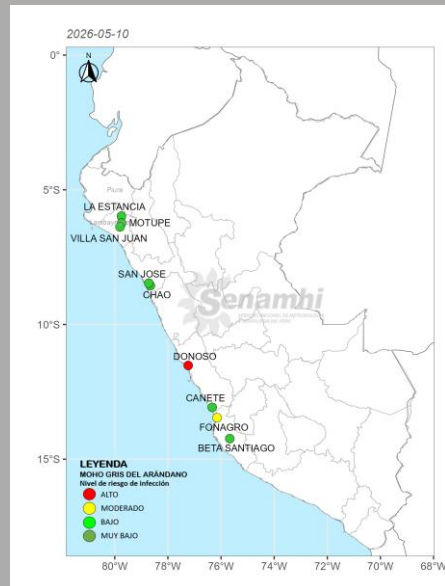 2026-05-10
N
0°
5°S
10°S
15°S
Piura
LA ESTANCIA
MOTUPE
VILLA SAN JUAN
SAN JOSE
CHAO
Senamhi
DONOSO
CANETE
FONAGRO
BETA SANTIAGO
LEYENDA
MOHO GRIS DEL ARÁNDANO
Nivel de riesgo de infección
ALTO
MODERADO
BAJO
MUY BAJO
80°W 78°W 76°W 74°W 72°W 70°W 68°W